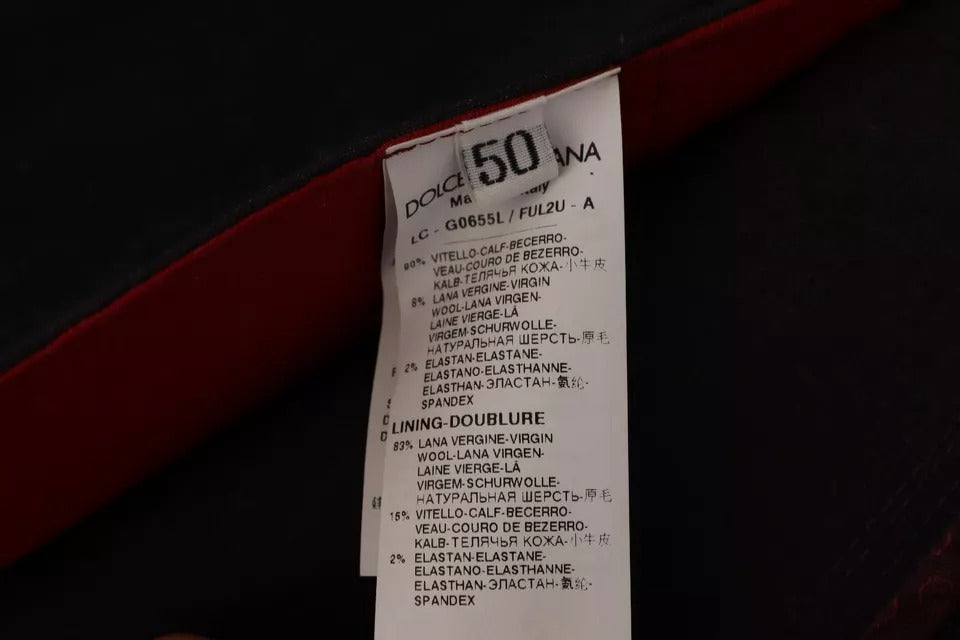 50
DOLCE ANA
Ma aly
LC - G0655L / FUL2U - A
90% VITELLO-CALF-BECERRO-
VEAU-COURO DE BEZERRO-
KALB-ТЕЛЯЧЬЯ КОЖА-小牛皮
8% LANA VERGINE-VIRGIN
WOOL-LANA VIRGEN-
LAINE VIERGE-LÀ
VIRGEM-SCHURWOLLE-
НАТУРАЛЬНАЯ ШЕРСТЬ-原毛
2% ELASTAN-ELASTANE-
ELASTANO-ELASTHANNE-
ELASTHAN-ЭЛАСТАН-氨纶-
SPANDEX
LINING-DOUBLURE
83% LANA VERGINE-VIRGIN
WOOL-LANA VIRGEN-
LAINE VIERGE-LÀ
VIRGEM-SCHURWOLLE-
НАТУРАЛЬНАЯ ШЕРСТЬ-原毛
15% VITELLO-CALF-BECERRO-
VEAU-COURO DE BEZERRO-
KALB-ТЕЛЯЧЬЯ КОЖА-小牛皮
2% ELASTAN-ELASTANE-
ELASTANO-ELASTHANNE-
ELASTHAN-ЭЛАСТАН-氨纶-
SPANDEX